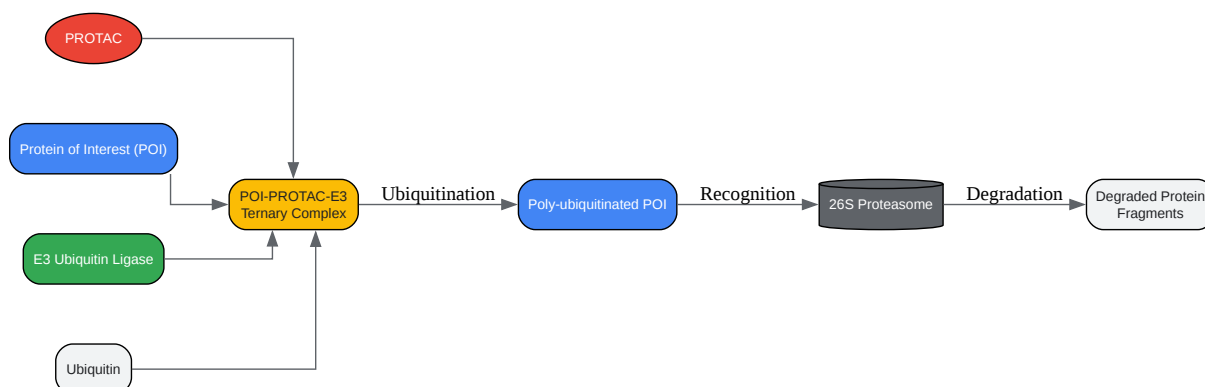 PROTAC
Protein of Interest (POI)
E3 Ubiquitin Ligase
Ubiquitin
POI-PROTAC-E3
Ternary Complex
Ubiquitination
Poly-ubiquitinated POI
Recognition
26S Proteasome
Degradation
Degraded Protein
Fragments